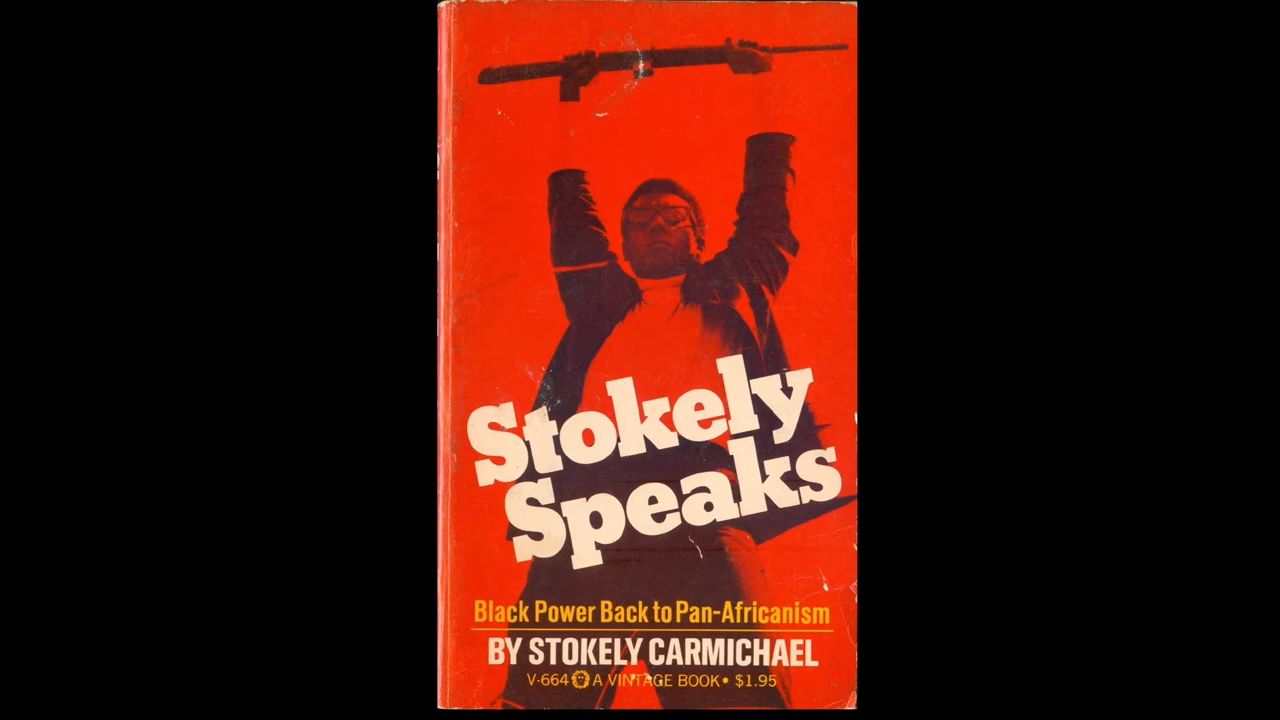 Stokely
Speaks
Black Power Back to Pan-Africanism
BY STOKELY CARMICHAEL
V-664 A VINTAGE BOOK • $1.95